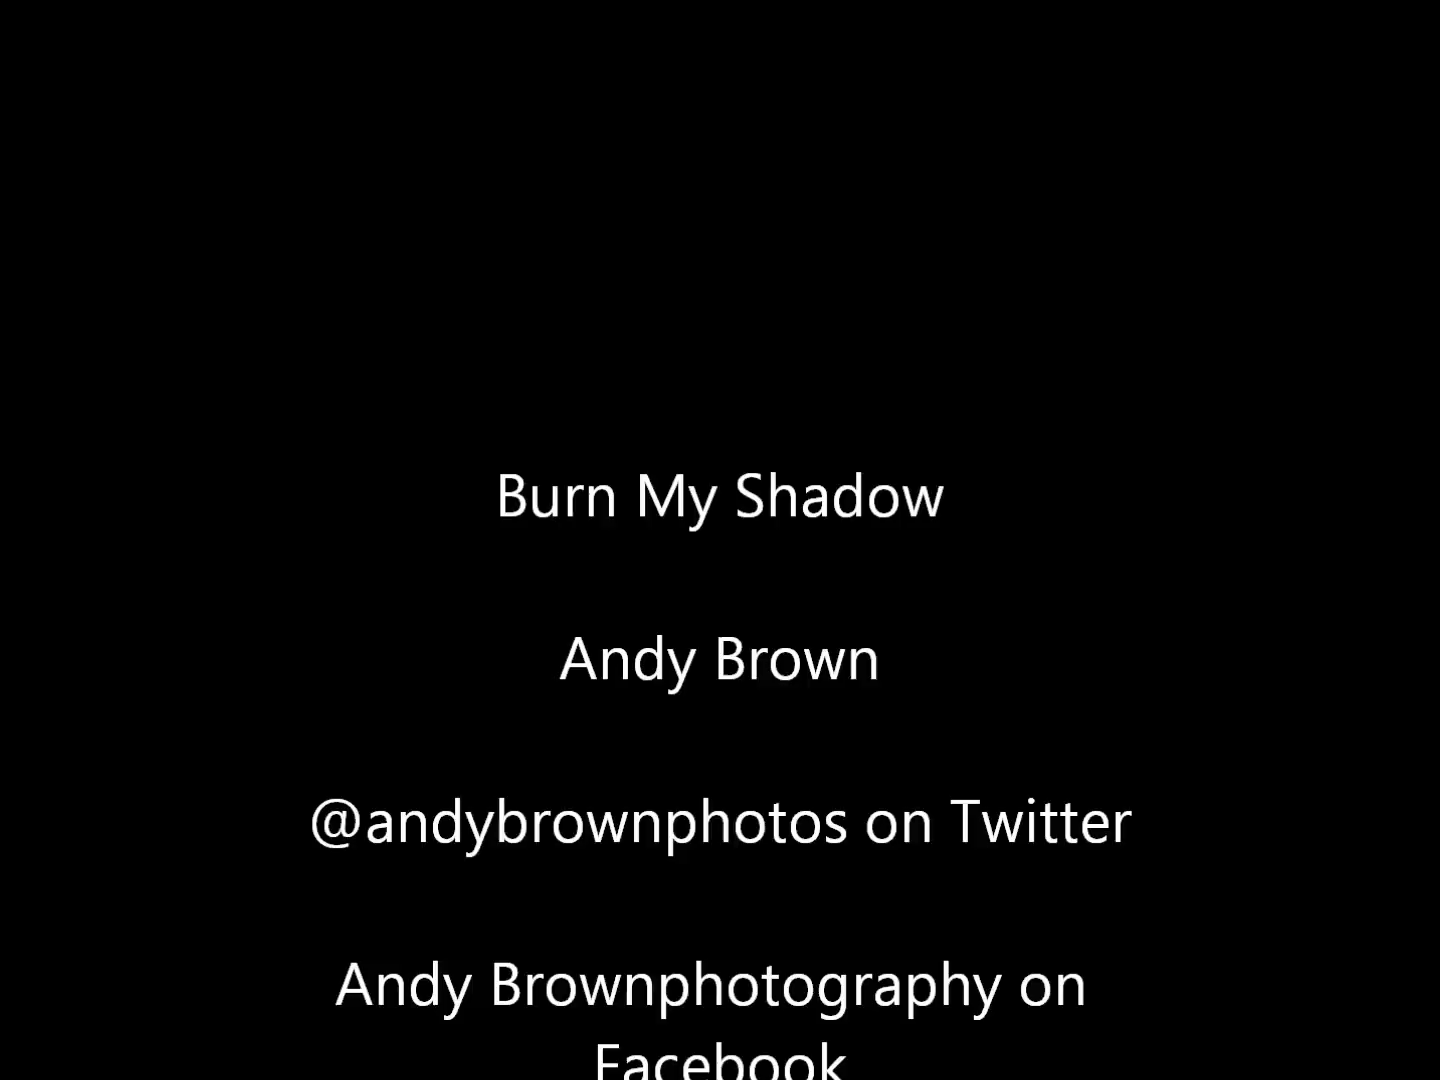 Burn My Shadow
Andy Brown
@andybrownphotos on Twitter
Andy Brownphotography on
Facebook